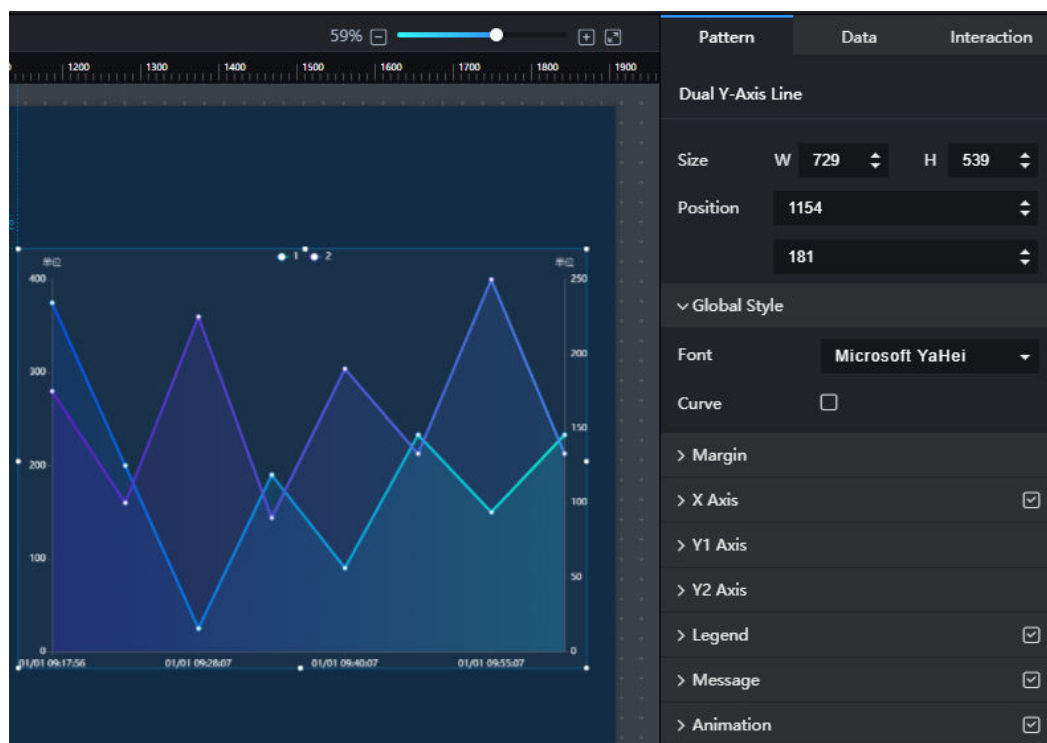 59%
Pattern Data Interaction
1200 1300 1400 1500 1600 1700 1800 1900
Dual Y-Axis Line
Size W 729 H 539
Position 1154
181
Global Style
Font Microsoft YaHei
Curve
Margin
X Axis
Y1 Axis
Y2 Axis
Legend
Message
Animation
1 2
单位 单位
400 250
200
300
150
200
100
100
50
0 0
01/01 09:17:56 01/01 09:28:07 01/01 09:40:07 01/01 09:55:07